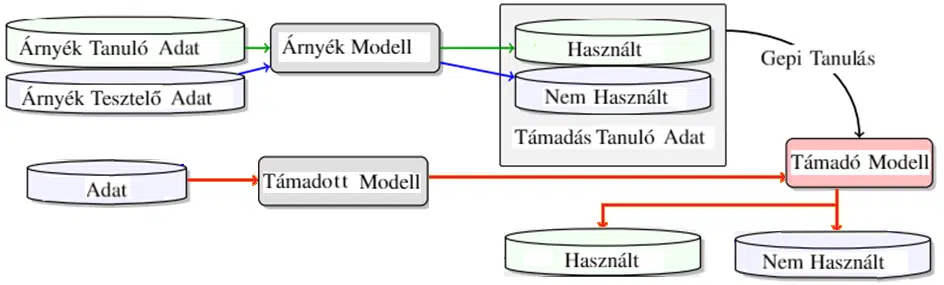 Árnyék Tanuló Adat
Árnyék Tesztelő Adat
Árnyék Modell
Használt
Nem Használt
Támadás Tanuló Adat
Gepi Tanulás
Adat
Támadott Modell
Támadó Modell
Használt
Nem Használt